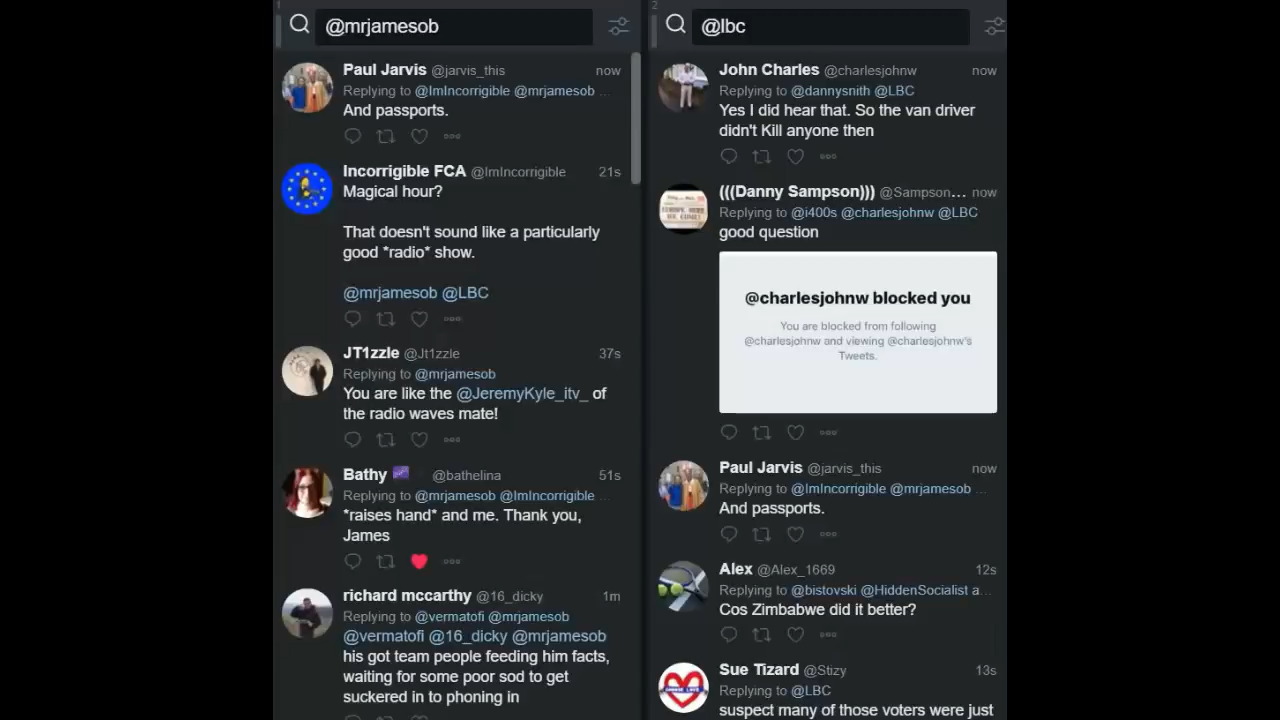 1
@mrjamesob
Paul Jarvis @jarvis_this now
Replying to @ImIncorrigible @mrjamesob ...
And passports.
Incorrigible FCA @ImIncorrigible 21s
Magical hour?
That doesn't sound like a particularly
good *radio* show.
@mrjamesob @LBC
JT1zzle @Jt1zzle 37s
Replying to @mrjamesob
You are like the @JeremyKyle_itv_ of
the radio waves mate!
Bathy @bathelina 51s
Replying to @mrjamesob @ImIncorrigible ...
*raises hand* and me. Thank you,
James
richard mccarthy @16_dicky 1m
Replying to @vermatofi @mrjamesob
@vermatofi @16_dicky @mrjamesob
his got team people feeding him facts,
waiting for some poor sod to get
suckered in to phoning in
2
@lbc
John Charles @charlesjohnw now
Replying to @dannysnith @LBC
Yes I did hear that. So the van driver
didn't Kill anyone then
(((Danny Sampson))) @Sampson... now
Replying to @i400s @charlesjohnw @LBC
good question
@charlesjohnw blocked you
You are blocked from following
@charlesjohnw and viewing @charlesjohnw's
Tweets.
Paul Jarvis @jarvis_this now
Replying to @ImIncorrigible @mrjamesob ...
And passports.
Alex @Alex_1669 12s
Replying to @bistovski @HiddenSocialist a...
Cos Zimbabwe did it better?
Sue Tizard @Stizy 13s
Replying to @LBC
suspect many of those voters were just